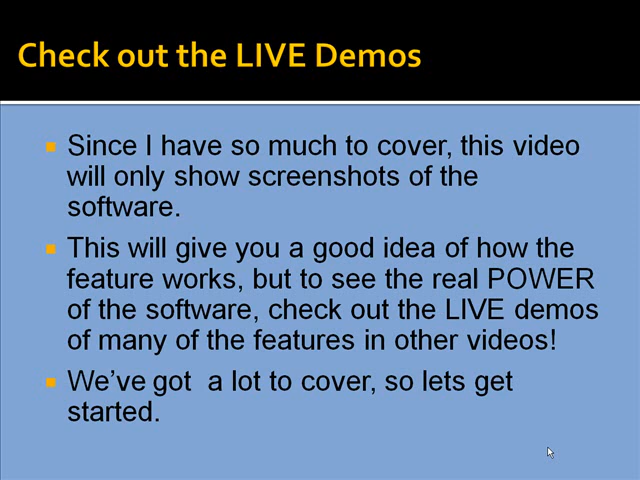 Check out the LIVE Demos
Since I have so much to cover, this video
will only show screenshots of the
software.
This will give you a good idea of how the
feature works, but to see the real POWER
of the software, check out the LIVE demos
of many of the features in other videos!
We've got  a lot to cover, so lets get
started.